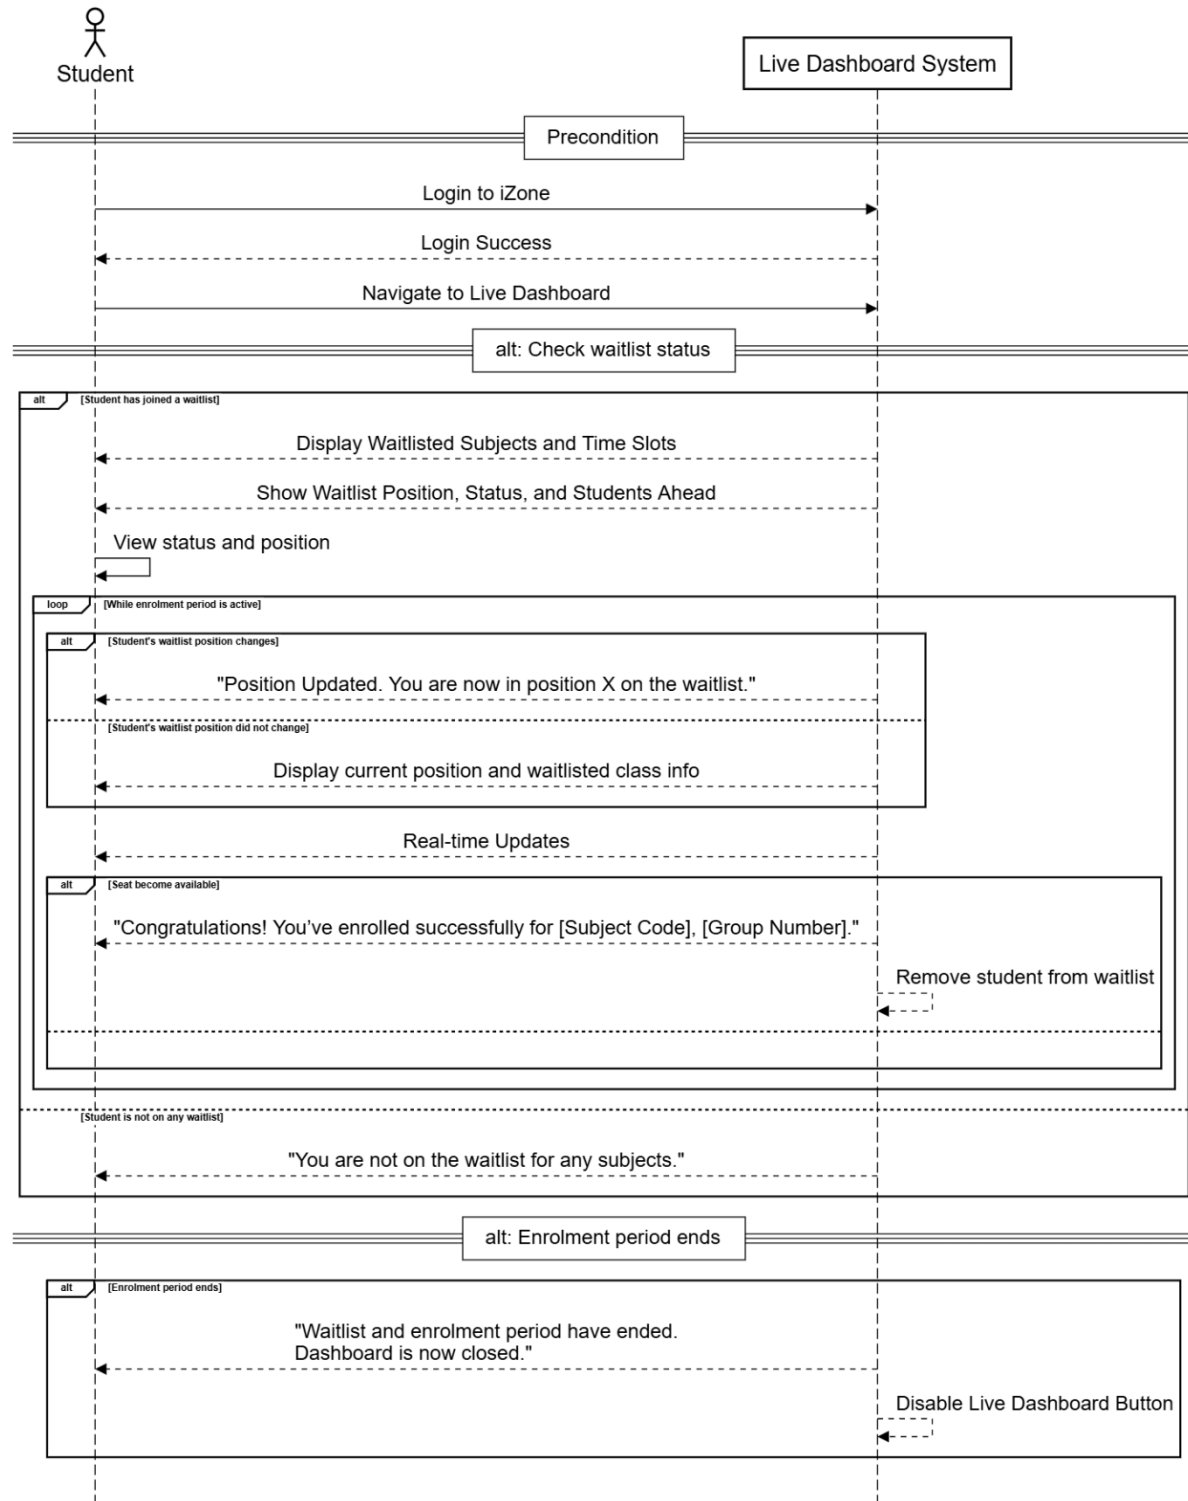 Student
Live Dashboard System
Precondition
Login to iZone
Login Success
Navigate to Live Dashboard
alt: Check waitlist status
alt [Student has joined a waitlist]
Display Waitlisted Subjects and Time Slots
Show Waitlist Position, Status, and Students Ahead
View status and position
loop [While enrolment period is active]
alt [Student's waitlist position changes]
"Position Updated. You are now in position X on the waitlist."
[Student's waitlist position did not change]
Display current position and waitlisted class info
Real-time Updates
alt [Seat become available]
"Congratulations! You’ve enrolled successfully for [Subject Code], [Group Number]."
Remove student from waitlist
[Student is not on any waitlist]
"You are not on the waitlist for any subjects."
alt: Enrolment period ends
alt [Enrolment period ends]
"Waitlist and enrolment period have ended.
Dashboard is now closed."
Disable Live Dashboard Button